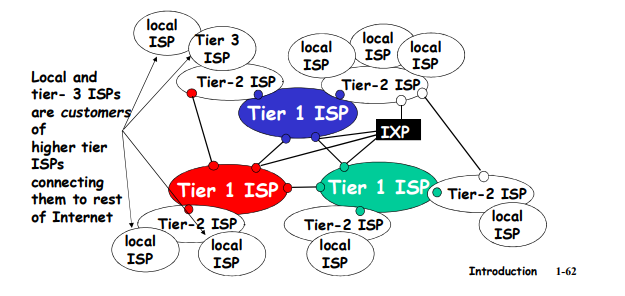 local
ISP
Tier 3
ISP
local
ISP
local
ISP
local
ISP
Tier-2 ISP
Tier-2 ISP
Local and
tier- 3 ISPs
are customers
of
higher tier
ISPs
connecting
them to rest
of Internet
Tier 1 ISP
IXP
Tier 1 ISP
Tier 1 ISP
Tier-2 ISP
Tier-2 ISP
Tier-2 ISP
local
ISP
local
ISP
local
ISP
local
ISP
Introduction 1-62